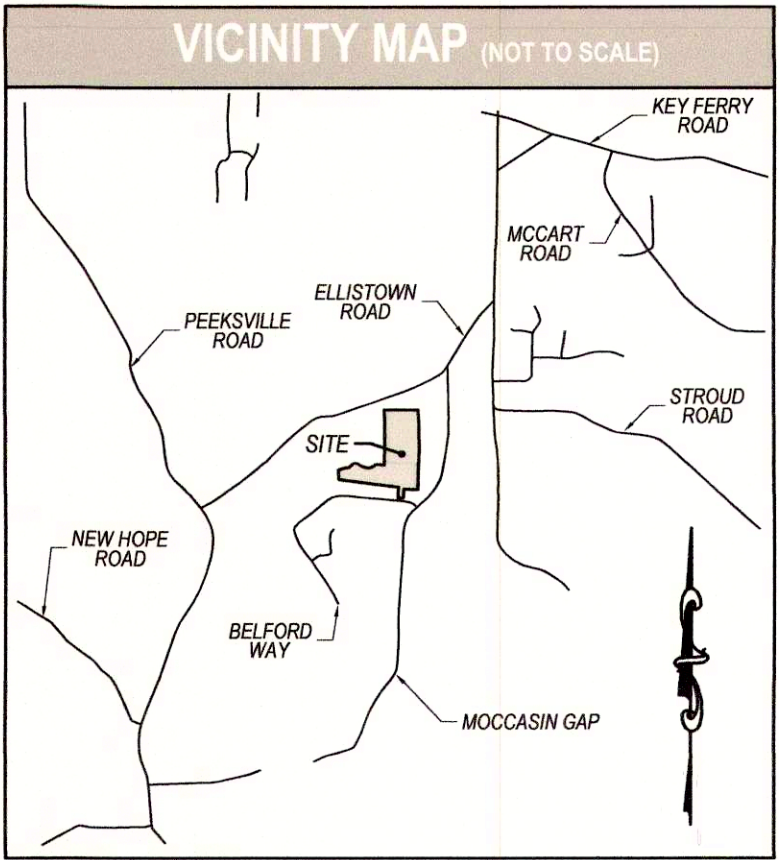 VICINITY MAP (NOT TO SCALE)
KEY FERRY
ROAD
MCCART
ROAD
ELLISTOWN
ROAD
PEEKSVILLE
ROAD
STROUD
ROAD
SITE
NEW HOPE
ROAD
BELFORD
WAY
MOCCASIN GAP